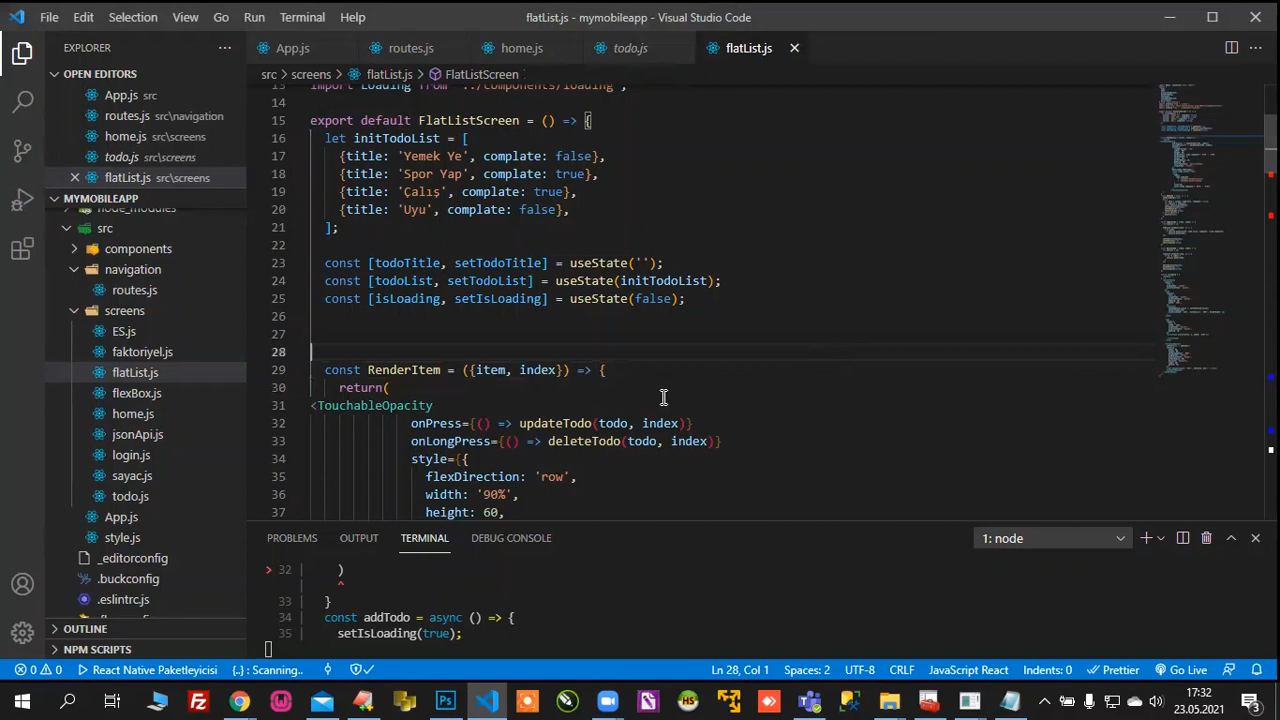 File Edit Selection View Go Run Terminal Help
flatList.js - mymobileapp - Visual Studio Code
EXPLORER
App.js
routes.js
home.js
todo.js
flatList.js
OPEN EDITORS
App.js src
routes.js src\navigation
home.js src\screens
todo.js src\screens
flatList.js src\screens
MYMOBILEAPP
node_modules
src
components
navigation
routes.js
screens
ES.js
faktoriyel.js
flatList.js
flexBox.js
home.js
jsonApi.js
login.js
sayac.js
todo.js
App.js
style.js
_editorconfig
.buckconfig
.eslintrc.js
OUTLINE
NPM SCRIPTS
src > screens > flatList.js > FlatListScreen
13 import Loading from '../components/loading';
14
15 export default FlatListScreen = () => {
16 let initTodoList = [
17 {title: 'Yemek Ye', complate: false},
18 {title: 'Spor Yap', complate: true},
19 {title: 'Çalış', complate: true},
20 {title: 'Uyu', complate: false},
21 ];
22
23 const [todoTitle, setTodoTitle] = useState('');
24 const [todoList, setTodoList] = useState(initTodoList);
25 const [isLoading, setIsLoading] = useState(false);
26
27
28
29 const RenderItem = ({item, index}) => {
30 return(
31 <TouchableOpacity
32 onPress={() => updateTodo(todo, index)}
33 onLongPress={() => deleteTodo(todo, index)}
34 style={{
35 flexDirection: 'row',
36 width: '90%',
37 height: 60,
PROBLEMS OUTPUT TERMINAL DEBUG CONSOLE
1: node
> 32 )
^
33 }
34 const addTodo = async () => {
35 setIsLoading(true);
0 0 React Native Paketleyicisi {..} : Scanning..
Ln 28, Col 1 Spaces: 2 UTF-8 CRLF JavaScript React Indents: 0 Prettier Go Live
17:32
23.05.2021